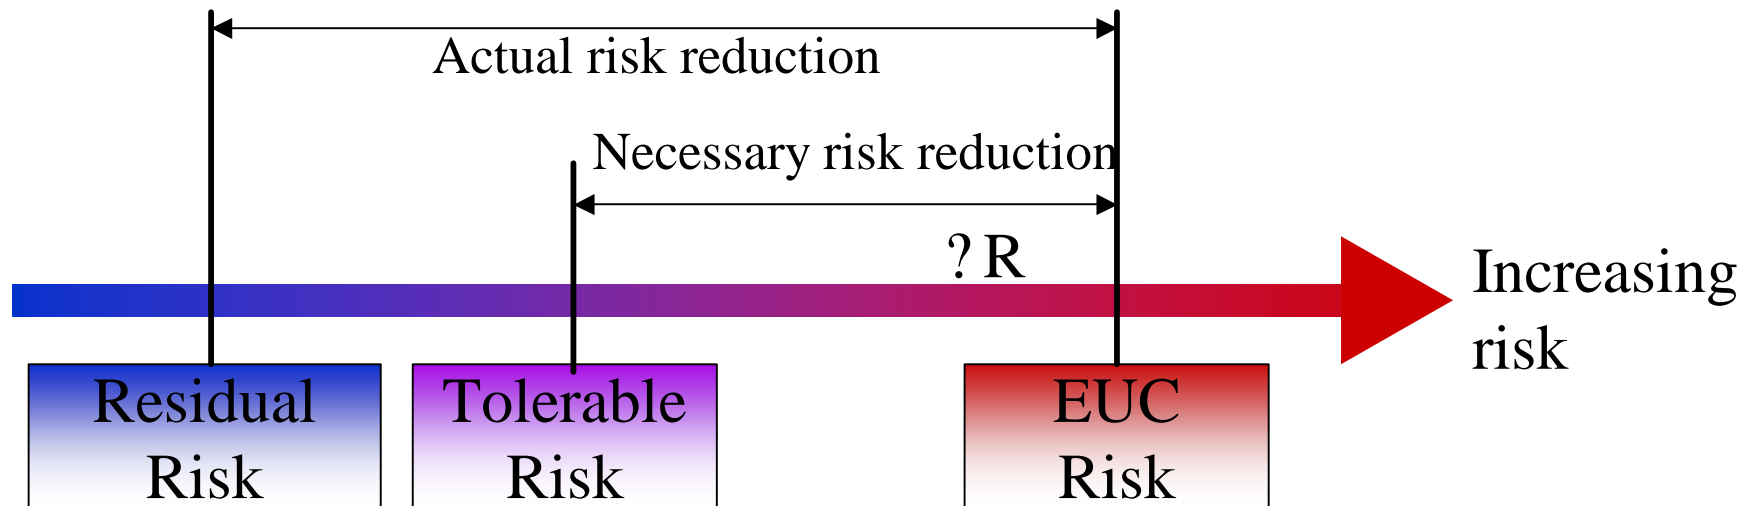 Actual risk reduction
Necessary risk reduction
? R
Increasing
risk
Residual
Risk
Tolerable
Risk
EUC
Risk